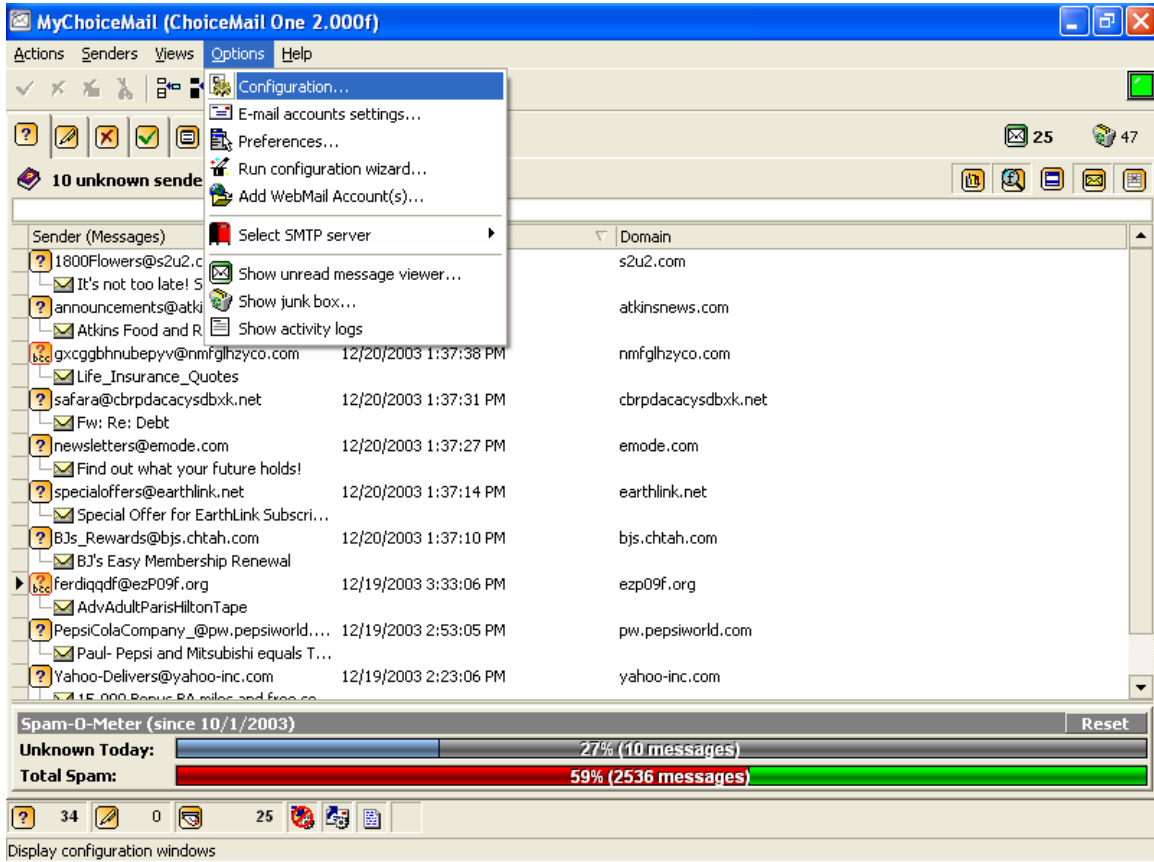 MyChoiceMail (ChoiceMail One 2.000f)
Actions Senders Views Options Help
Configuration...
E-mail accounts settings...
Preferences...
25 47
Run configuration wizard...
10 unknown sende
Add WebMail Account(s)...
Select SMTP server
Show unread message viewer...
Show junk box...
Show activity logs
Sender (Messages) Domain
1800Flowers@s2u2.c s2u2.com
It's not too late! S
announcements@atki atkinsnews.com
Atkins Food and R
gxcggbhnubepyv@nmfglhzyco.com 12/20/2003 1:37:38 PM nmfglhzyco.com
Life_Insurance_Quotes
safara@cbrpdacacysdbxk.net 12/20/2003 1:37:31 PM cbrpdacacysdbxk.net
Fw: Re: Debt
newsletters@emode.com 12/20/2003 1:37:27 PM emode.com
Find out what your future holds!
specialoffers@earthlink.net 12/20/2003 1:37:14 PM earthlink.net
Special Offer for EarthLink Subscri...
BJs_Rewards@bjs.chtah.com 12/20/2003 1:37:10 PM bjs.chtah.com
BJ's Easy Membership Renewal
bcc ferdiqqdf@ezP09f.org 12/19/2003 3:33:06 PM ezp09f.org
AdvAdultParisHiltonTape
PepsiColaCompany_@pw.pepsiworld.... 12/19/2003 2:53:05 PM pw.pepsiworld.com
Paul- Pepsi and Mitsubishi equals T...
Yahoo-Delivers@yahoo-inc.com 12/19/2003 2:23:06 PM yahoo-inc.com
Spam-O-Meter (since 10/1/2003) Reset
Unknown Today: 27% (10 messages)
Total Spam: 59% (2536 messages)
34 0 25
Display configuration windows